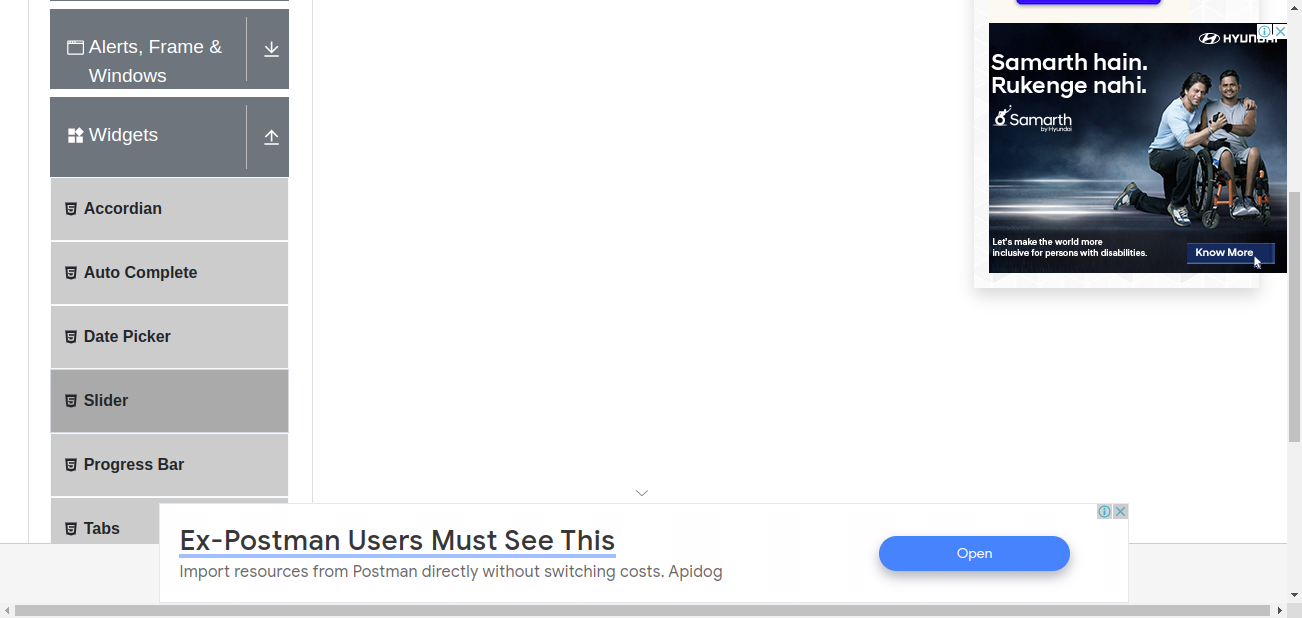 Alerts, Frame &
Windows
Widgets
Accordian
Auto Complete
Date Picker
Slider
Progress Bar
Tabs
HYUNDAI
Samarth hain.
Rukenge nahi.
Samarth
by Hyundai
Let's make the world more
inclusive for persons with disabilities.
Know More
Ex-Postman Users Must See This
Import resources from Postman directly without switching costs. Apidog
Open